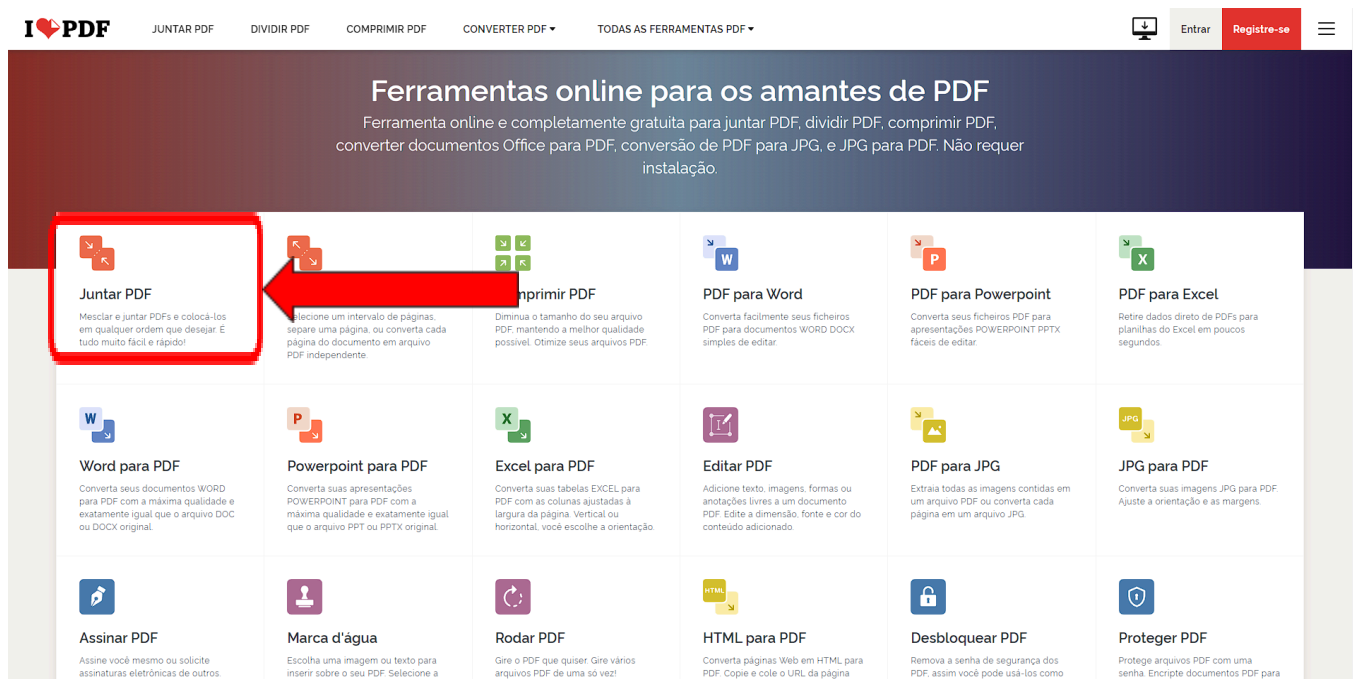 I PDF
JUNTAR PDF
DIVIDIR PDF
COMPRIMIR PDF
CONVERTER PDF
TODAS AS FERRAMENTAS PDF
Entrar
Registre-se
Ferramentas online para os amantes de PDF
Ferramenta online e completamente gratuita para juntar PDF, dividir PDF, comprimir PDF,
converter documentos Office para PDF, conversão de PDF para JPG, e JPG para PDF. Não requer
instalação.
Juntar PDF
Mesclar e juntar PDFs e colocá-los
em qualquer ordem que desejar. É
tudo muito fácil e rápido!
um intervalo de páginas,
separe uma página, ou converta cada
página do documento em arquivo
PDF independente.
PDF
Diminua o tamanho do seu arquivo
PDF, mantendo a melhor qualidade
possível. Otimize seus arquivos PDF.
W
PDF para Word
Converta facilmente seus ficheiros
PDF para documentos WORD DOCX
simples de editar.
P
PDF para Powerpoint
Converta seus ficheiros PDF para
apresentações POWERPOINT PPTX
fáceis de editar.
X
PDF para Excel
Retire dados direto de PDFs para
planilhas do Excel em poucos
segundos.
W
Word para PDF
Converta seus documentos WORD
para PDF com a máxima qualidade e
exatamente igual que o arquivo DOC
ou DOCX original.
P
Powerpoint para PDF
Converta suas apresentações
POWERPOINT para PDF com a
máxima qualidade e exatamente igual
que o arquivo PPT ou PPTX original.
X
Excel para PDF
Converta suas tabelas EXCEL para
PDF com as colunas ajustadas à
largura da página. Vertical ou
horizontal, você escolhe a orientação.
Editar PDF
Adicione texto, imagens, formas ou
anotações livres a um documento
PDF. Edite a dimensão, fonte e cor do
conteúdo adicionado.
PDF para JPG
Extraia todas as imagens contidas em
um arquivo PDF ou converta cada
página em um arquivo JPG.
JPG
JPG para PDF
Converta suas imagens JPG para PDF.
Ajuste a orientação e as margens.
Assinar PDF
Assine você mesmo ou solicite
assinaturas eletrônicas de outros.
Marca d'água
Escolha uma imagem ou texto para
inserir sobre o seu PDF. Selecione a
Rodar PDF
Gire o PDF que quiser. Gire vários
arquivos PDF de uma só vez!
HTML
HTML para PDF
Converta páginas Web em HTML para
PDF. Copie e cole o URL da página
Desbloquear PDF
Remova a senha de segurança dos
PDF, assim você pode usá-los como
Proteger PDF
Protege arquivos PDF com uma
senha. Encripte documentos PDF para